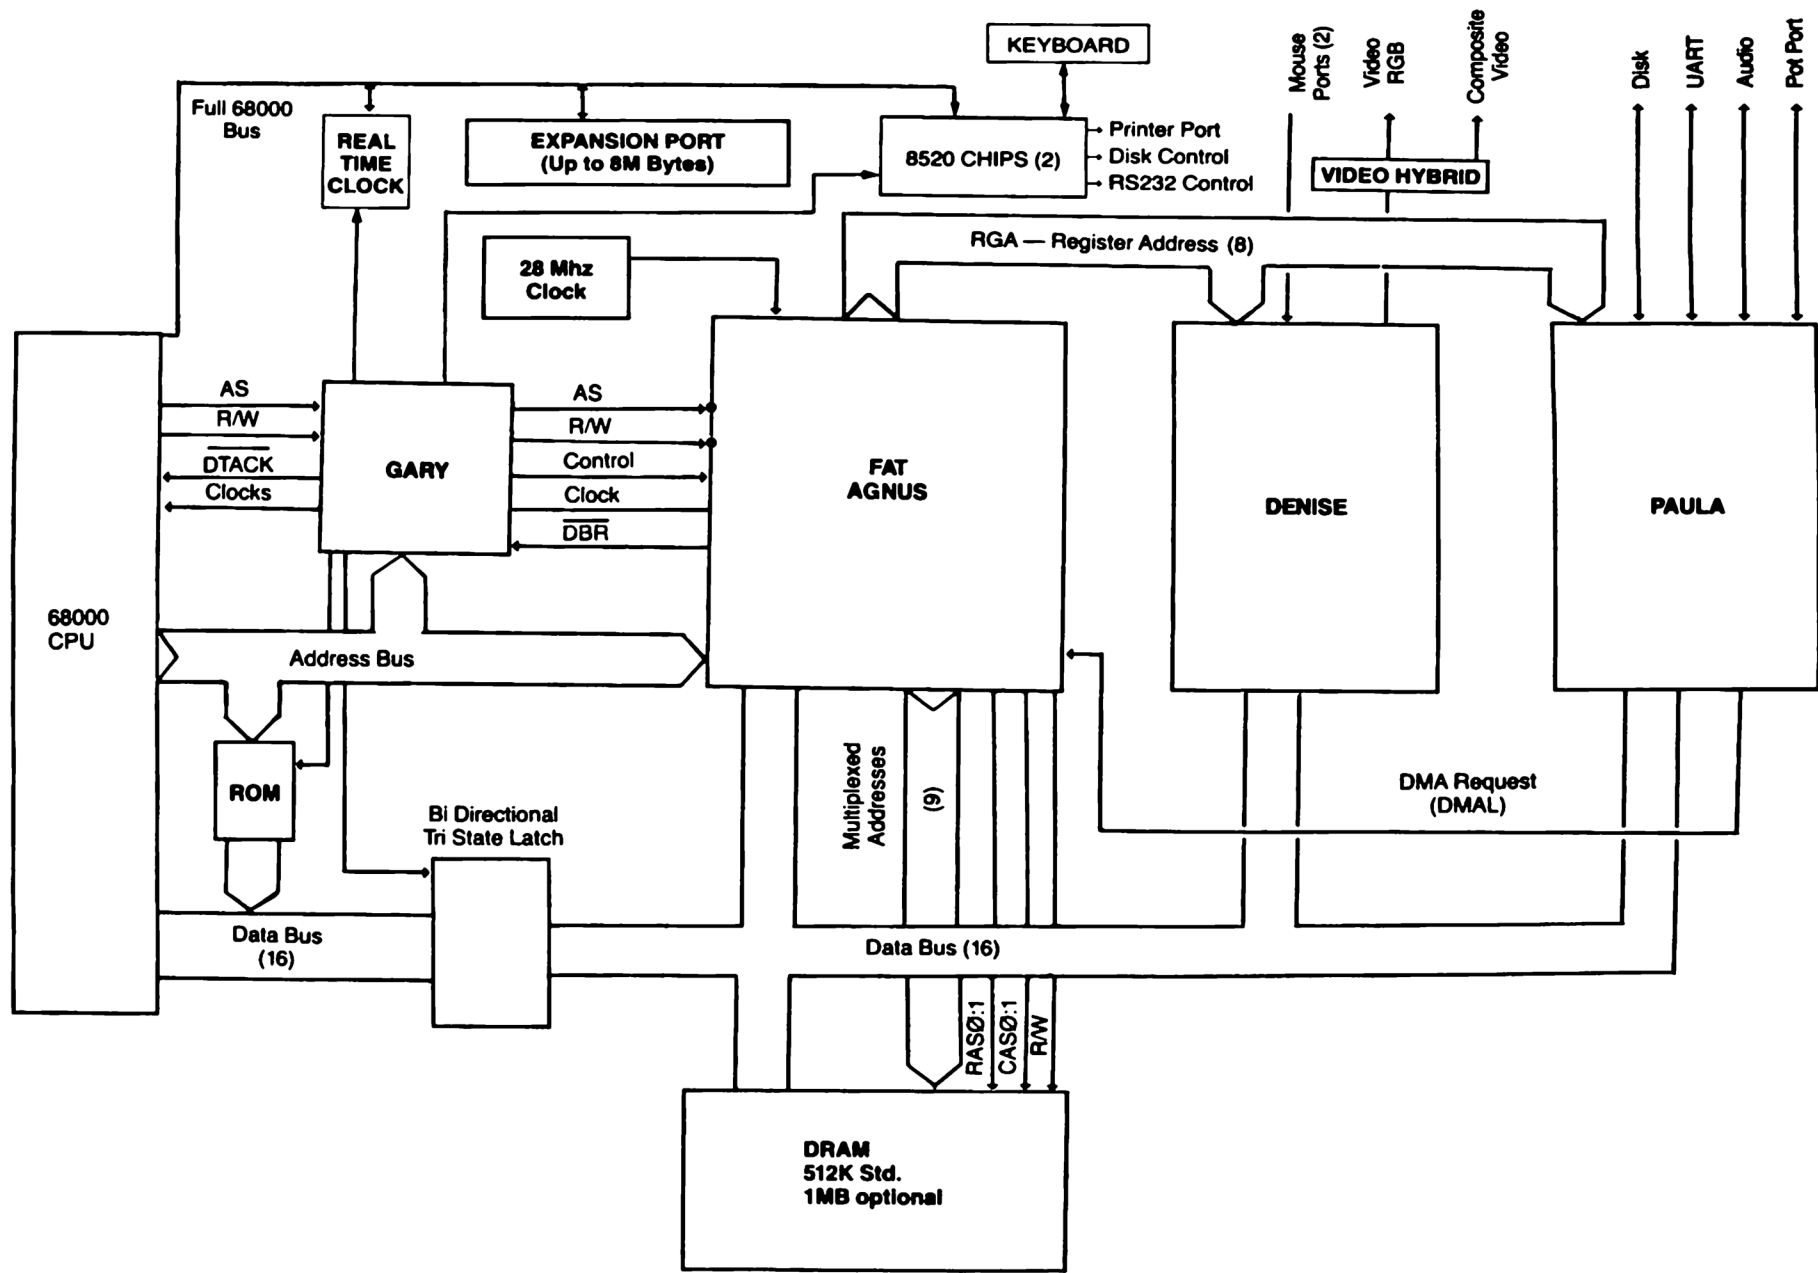 KEYBOARD
Mouse
Ports (2)
Video
RGB
Composite
Video
Disk
UART
Audio
Pot Port
Full 68000
Bus
REAL
TIME
CLOCK
EXPANSION PORT
(Up to 8M Bytes)
8520 CHIPS (2)
Printer Port
Disk Control
RS232 Control
VIDEO HYBRID
RGA — Register Address (8)
28 Mhz
Clock
AS
R/W
DTACK
Clocks
GARY
AS
R/W
Control
Clock
DBR
FAT
AGNUS
DENISE
PAULA
68000
CPU
Address Bus
ROM
Bi Directional
Tri State Latch
Multiplexed
Addresses
(9)
DMA Request
(DMAL)
Data Bus
(16)
Data Bus (16)
RASØ:1
CASØ:1
R/W
DRAM
512K Std.
1MB optional